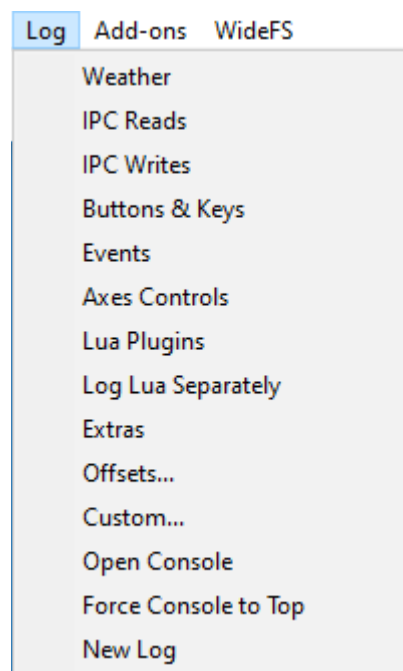 Log Add-ons WideFS
Weather
IPC Reads
IPC Writes
Buttons & Keys
Events
Axes Controls
Lua Plugins
Log Lua Separately
Extras
Offsets...
Custom...
Open Console
Force Console to Top
New Log